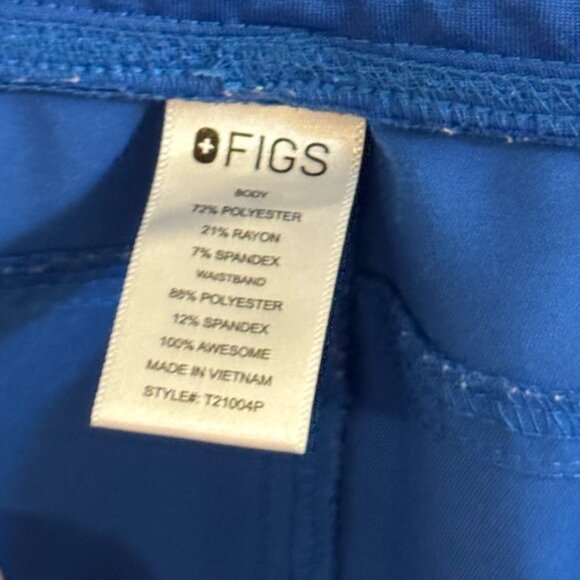 FIGS
BODY
72% POLYESTER
21% RAYON
7% SPANDEX
WAISTBAND
88% POLYESTER
12% SPANDEX
100% AWESOME
MADE IN VIETNAM
STYLE#: T21004P